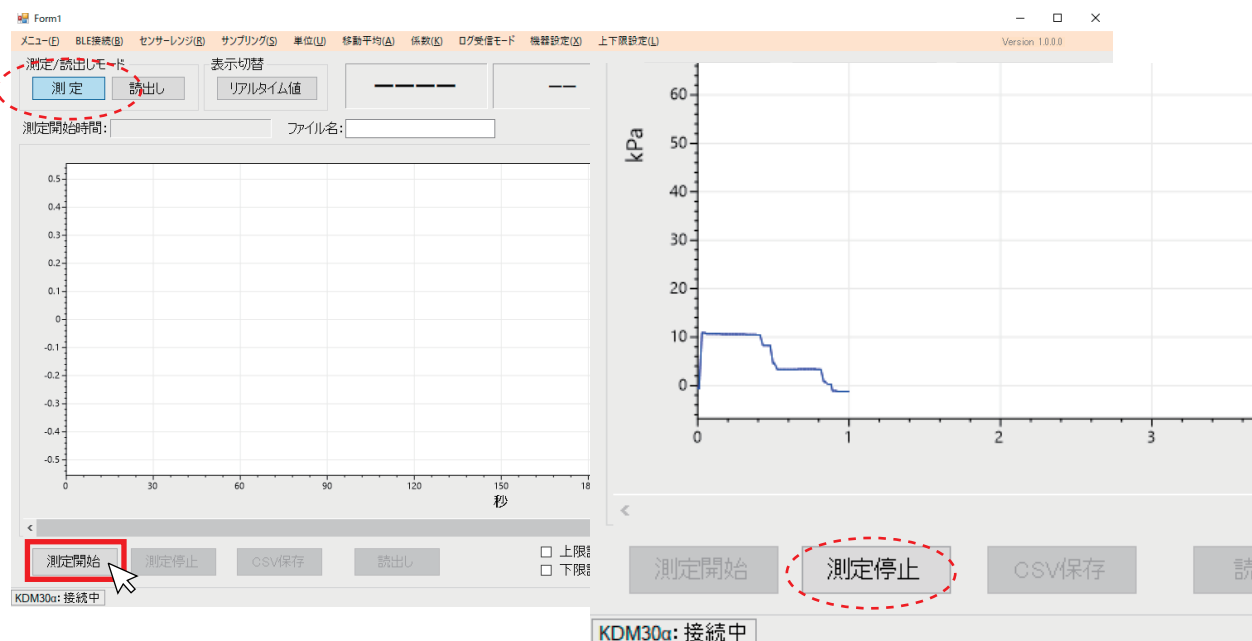 Form1
メニュー(F) BLE接続(B) センサーレンジ(R) サンプリング(S) 単位(U) 移動平均(A) 係数(K) ログ受信モード 機器設定(X) 上下限設定(L) Version 1.0.0.0
測定/読出しモード 表示切替
測定 読出し リアルタイム値 ---- --
測定開始時間: ファイル名:
0.5
0.4
0.3
0.2
0.1
0
-0.1
-0.2
-0.3
-0.4
-0.5
0 30 60 90 120 150 18
秒
測定開始 測定停止 CSV保存 読出し
上限
下限
KDM30α: 接続中
kPa
60
50
40
30
20
10
0
0 1 2 3
測定開始 測定停止 CSV保存 読
KDM30α: 接続中